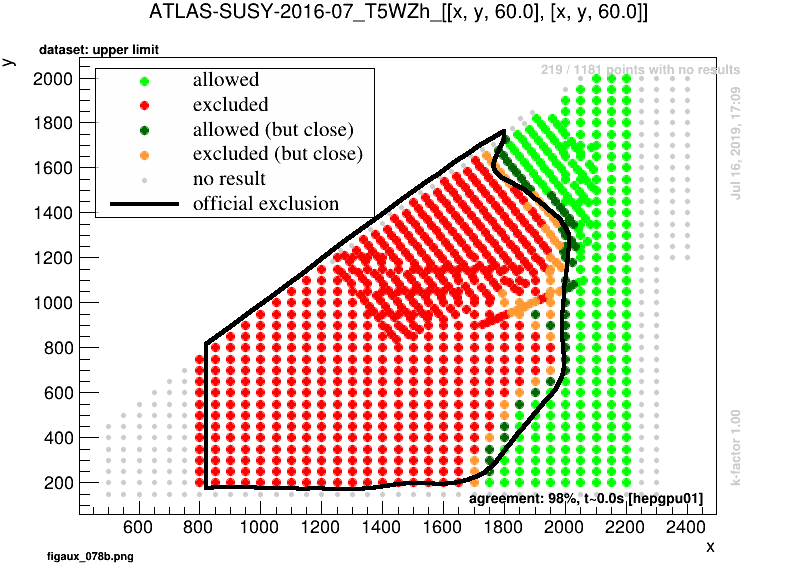 ATLAS-SUSY-2016-07_T5WZh_[[x, y, 60.0], [x, y, 60.0]]
dataset: upper limit
219 / 1181 points with no results
y
2000
1800
1600
1400
1200
1000
800
600
400
200
allowed
excluded
allowed (but close)
excluded (but close)
no result
official exclusion
Jul 16, 2019, 17:09
k-factor 1.00
agreement: 98%, t~0.0s [hepgpu01]
600 800 1000 1200 1400 1600 1800 2000 2200 2400
x
figaux_078b.png